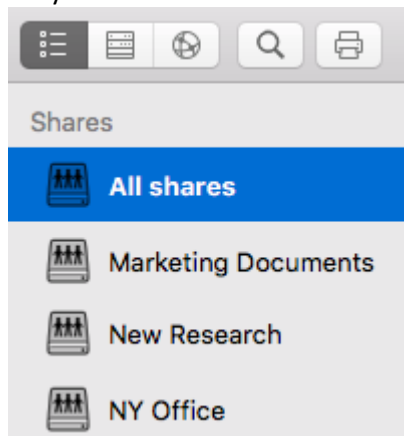 Shares
All shares
Marketing Documents
New Research
NY Office